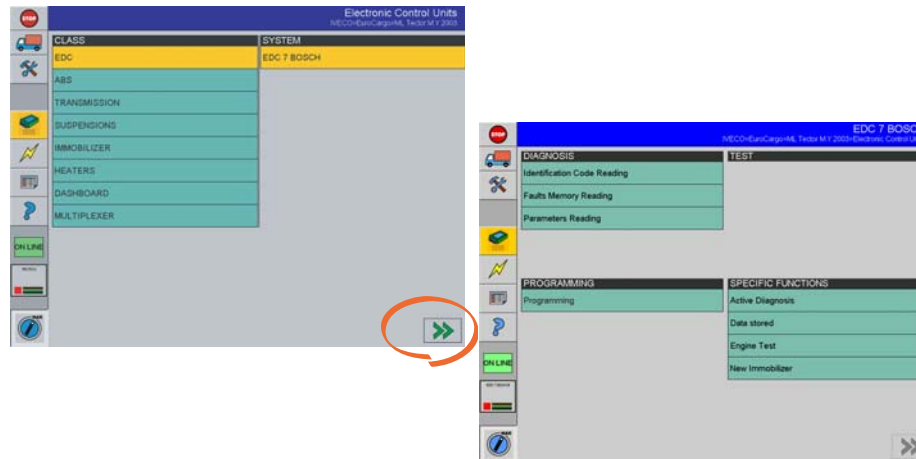 STOP
Electronic Control Units
IVECO>EuroCargo>ML Tector M.Y 2003
CLASS
SYSTEM
EDC
EDC 7 BOSCH
ABS
TRANSMISSION
SUSPENSIONS
IMMOBILIZER
HEATERS
DASHBOARD
MULTIPLEXER
ON LINE
STOP
EDC 7 BOSC
IVECO>EuroCargo>ML Tector M.Y 2003>Electronic Control Un
DIAGNOSIS
TEST
Identification Code Reading
Faults Memory Reading
Parameters Reading
PROGRAMMING
SPECIFIC FUNCTIONS
Programming
Active Diagnosis
Data stored
Engine Test
New Immobilizer
ON LINE